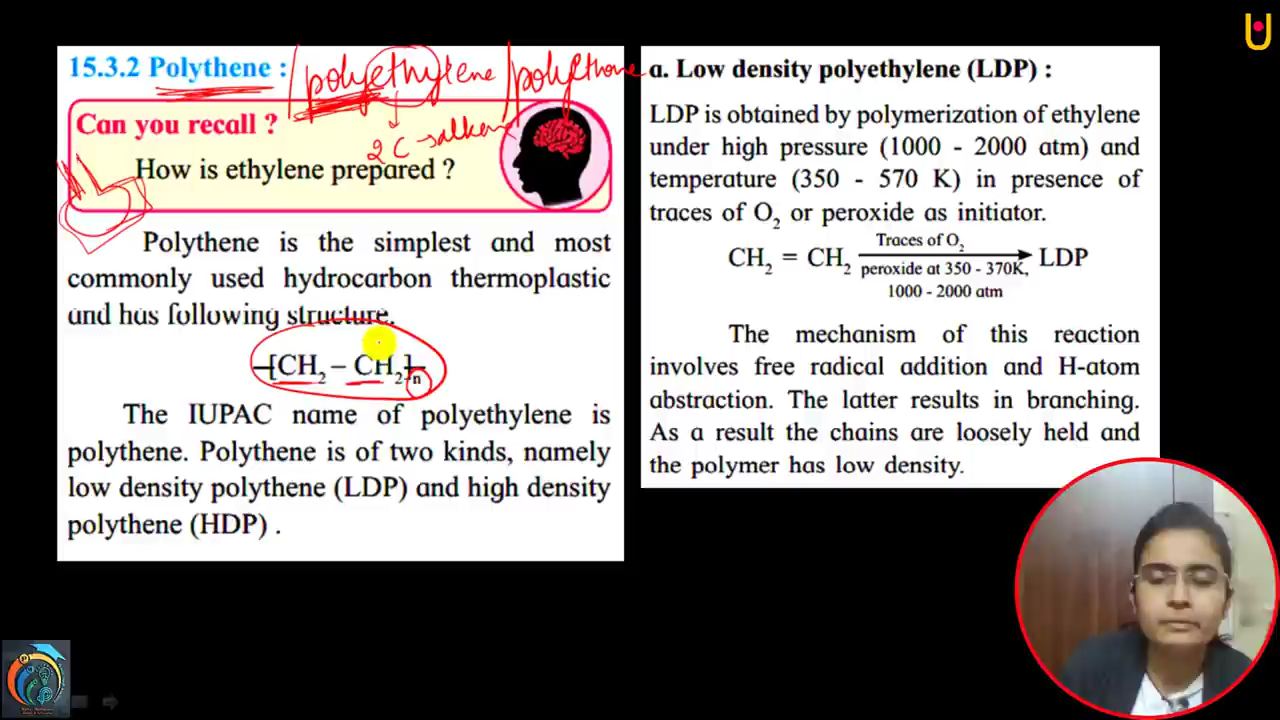 15.3.2 Polythene : polyethylene / polyethene
Can you recall ?
2 C → alkene
How is ethylene prepared ?
Polythene is the simplest and most
commonly used hydrocarbon thermoplastic
and has following structure.
-[CH2 – CH2]-n
The IUPAC name of polyethylene is
polythene. Polythene is of two kinds, namely
low density polythene (LDP) and high density
polythene (HDP) .
a. Low density polyethylene (LDP) :
LDP is obtained by polymerization of ethylene
under high pressure (1000 - 2000 atm) and
temperature (350 - 570 K) in presence of
traces of O2 or peroxide as initiator.
Traces of O2
CH2 = CH2 → LDP
peroxide at 350 - 370K,
1000 - 2000 atm
The mechanism of this reaction
involves free radical addition and H-atom
abstraction. The latter results in branching.
As a result the chains are loosely held and
the polymer has low density.